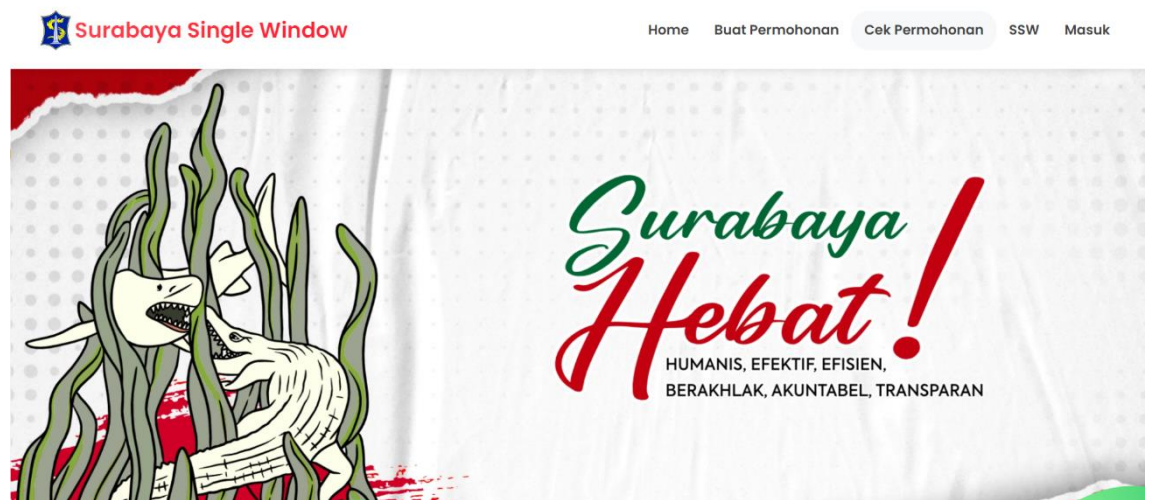 Surabaya Single Window
Home Buat Permohonan Cek Permohonan SSW Masuk
Surabaya
Hebat!
HUMANIS, EFEKTIF, EFISIEN,
BERAKHLAK, AKUNTABEL, TRANSPARAN